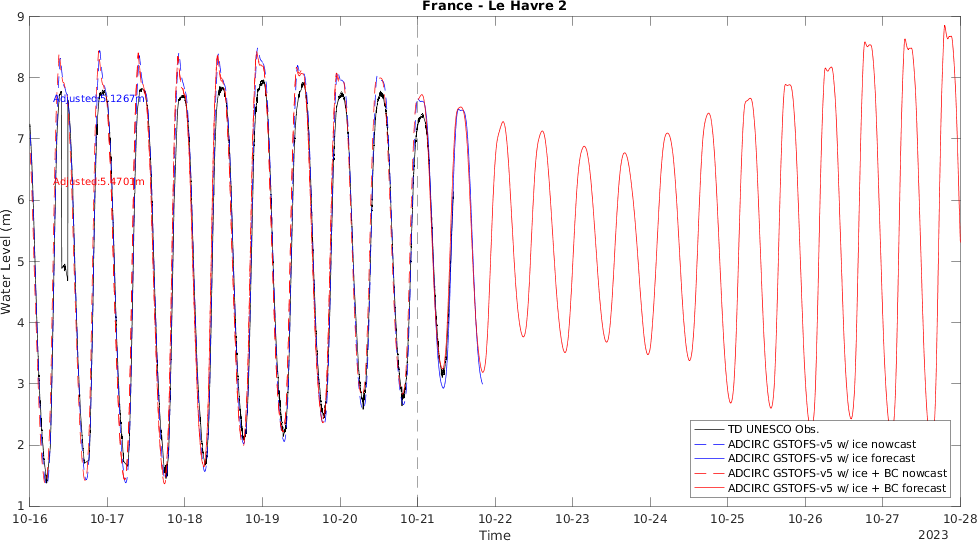 France - Le Havre 2
9
8
7
6
5
4
3
2
1
Water Level (m)
Adjusted:5.1267m
Adjusted:5.4701m
TD UNESCO Obs.
ADCIRC GSTOFS-v5 w/ ice nowcast
ADCIRC GSTOFS-v5 w/ ice forecast
ADCIRC GSTOFS-v5 w/ ice + BC nowcast
ADCIRC GSTOFS-v5 w/ ice + BC forecast
10-16 10-17 10-18 10-19 10-20 10-21 10-22 10-23 10-24 10-25 10-26 10-27 10-28
Time
2023